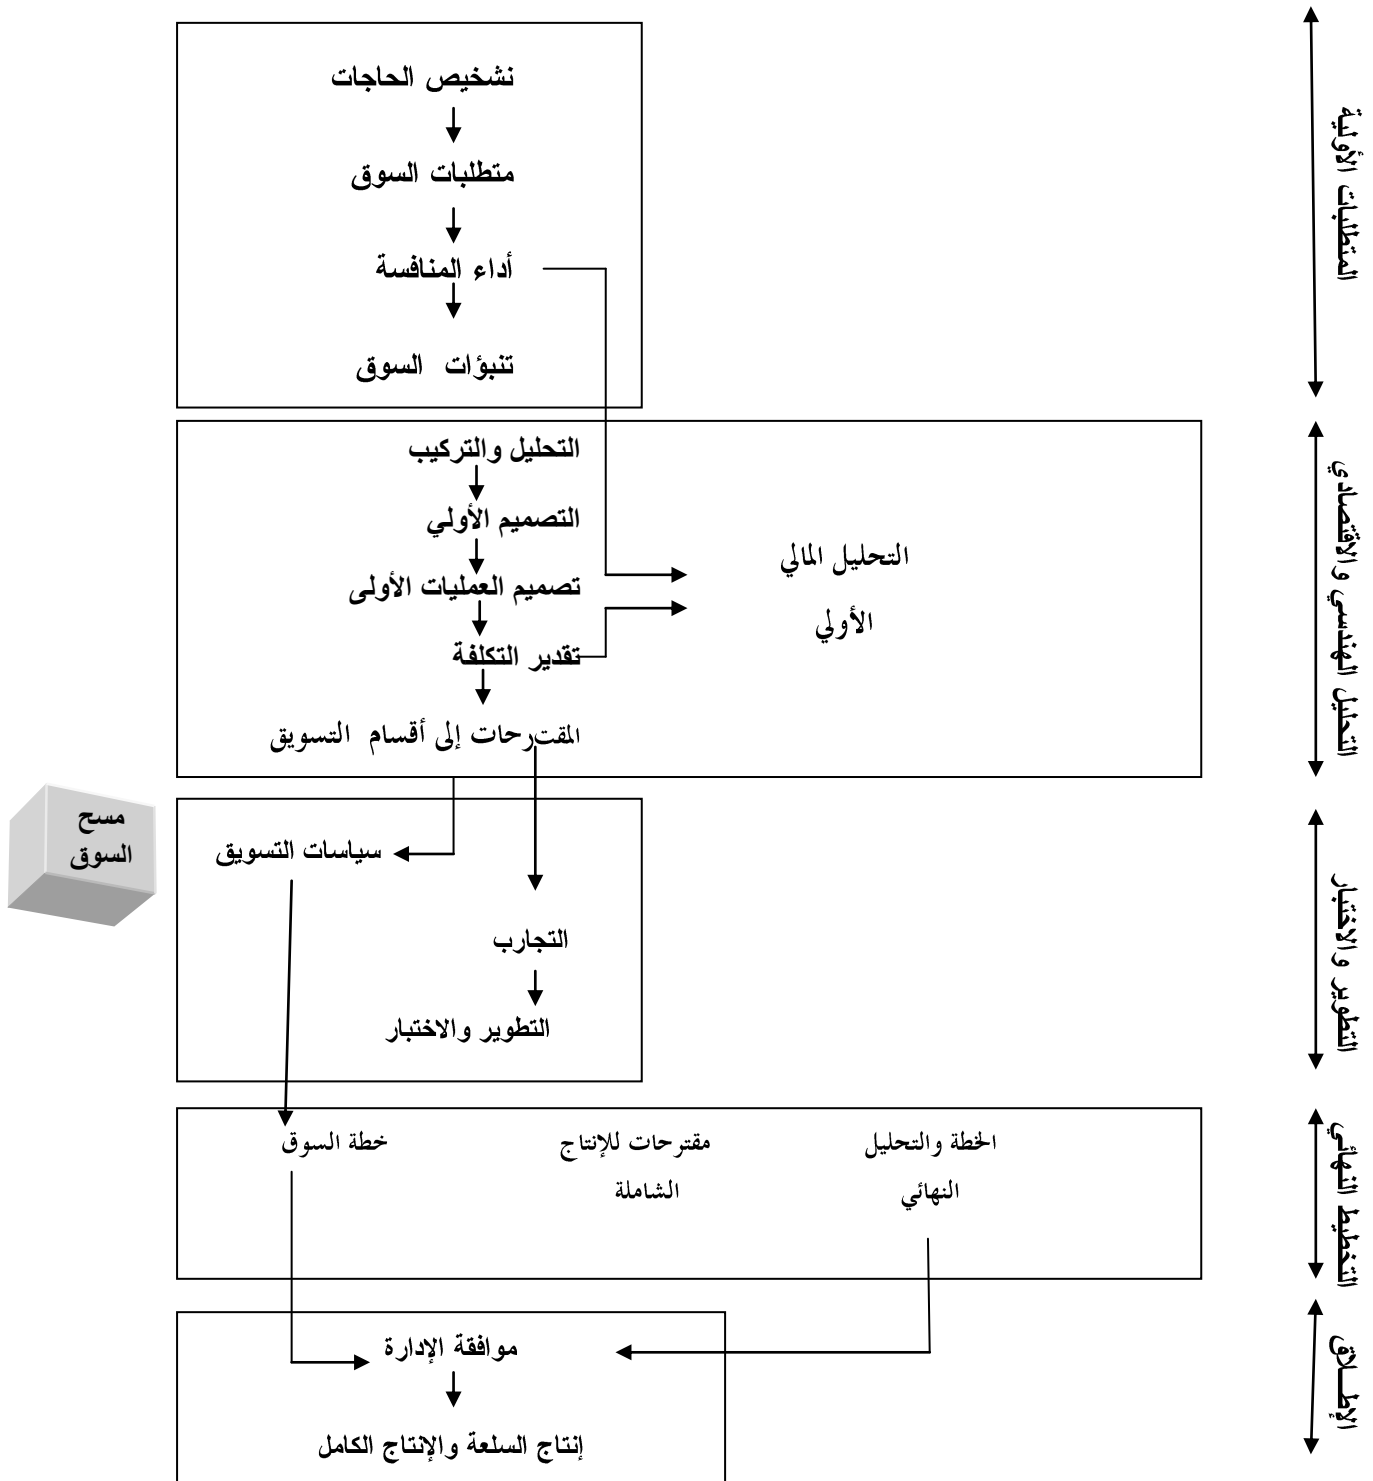 نشخيص الحاجات
متطلبات السوق
أداء المنافسة
تنبؤات السوق
المتطلبات الأولية
التحليل والتركيب
التصميم الأولي
تصميم العمليات الأولى
تقدير التكلفة
المقترحات إلى أقسام التسويق
التحليل المالي
الأولي
التحليل الهندسي والاقتصادي
مسح
السوق
سياسات التسويق
التجارب
التطوير والاختبار
التطوير والاختبار
خطة السوق
مقترحات للإنتاج
الشاملة
الخطة والتحليل
النهائي
التخطيط النهائي
موافقة الإدارة
إنتاج السلعة والإنتاج الكامل
الإطــلاق